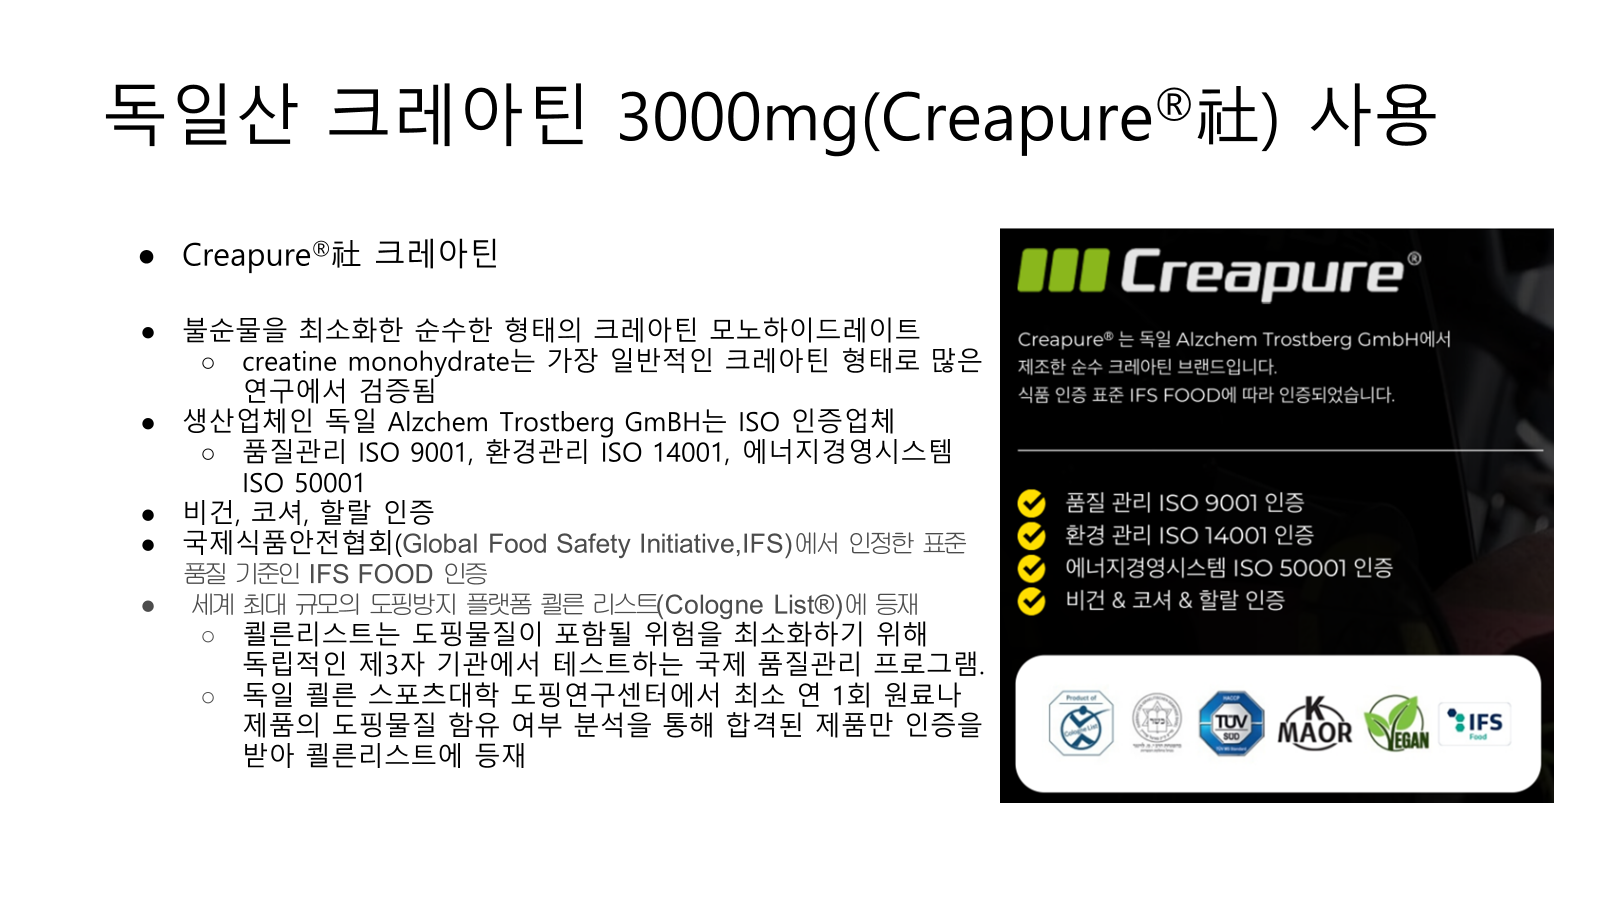 독일산 크레아틴 3000mg(Creapure®社) 사용
● Creapure®社 크레아틴
● 불순물을 최소화한 순수한 형태의 크레아틴 모노하이드레이트
○ creatine monohydrate는 가장 일반적인 크레아틴 형태로 많은
연구에서 검증됨
● 생산업체인 독일 Alzchem Trostberg GmBH는 ISO 인증업체
○ 품질관리 ISO 9001, 환경관리 ISO 14001, 에너지경영시스템
ISO 50001
● 비건, 코셔, 할랄 인증
● 국제식품안전협회(Global Food Safety Initiative,IFS)에서 인정한 표준
품질 기준인 IFS FOOD 인증
● 세계 최대 규모의 도핑방지 플랫폼 쾰른 리스트(Cologne List®)에 등재
○ 쾰른리스트는 도핑물질이 포함될 위험을 최소화하기 위해
독립적인 제3자 기관에서 테스트하는 국제 품질관리 프로그램.
○ 독일 쾰른 스포츠대학 도핑연구센터에서 최소 연 1회 원료나
제품의 도핑물질 함유 여부 분석을 통해 합격된 제품만 인증을
받아 쾰른리스트에 등재
Creapure®
Creapure® 는 독일 Alzchem Trostberg GmbH에서
제조한 순수 크레아틴 브랜드입니다.
식품 인증 표준 IFS FOOD에 따라 인증되었습니다.
품질 관리 ISO 9001 인증
환경 관리 ISO 14001 인증
에너지경영시스템 ISO 50001 인증
비건 & 코셔 & 할랄 인증
Product of
Cologne List
כשר
HACCP
TÜV
SÜD
K
MAOR
VEGAN
IFS
Food